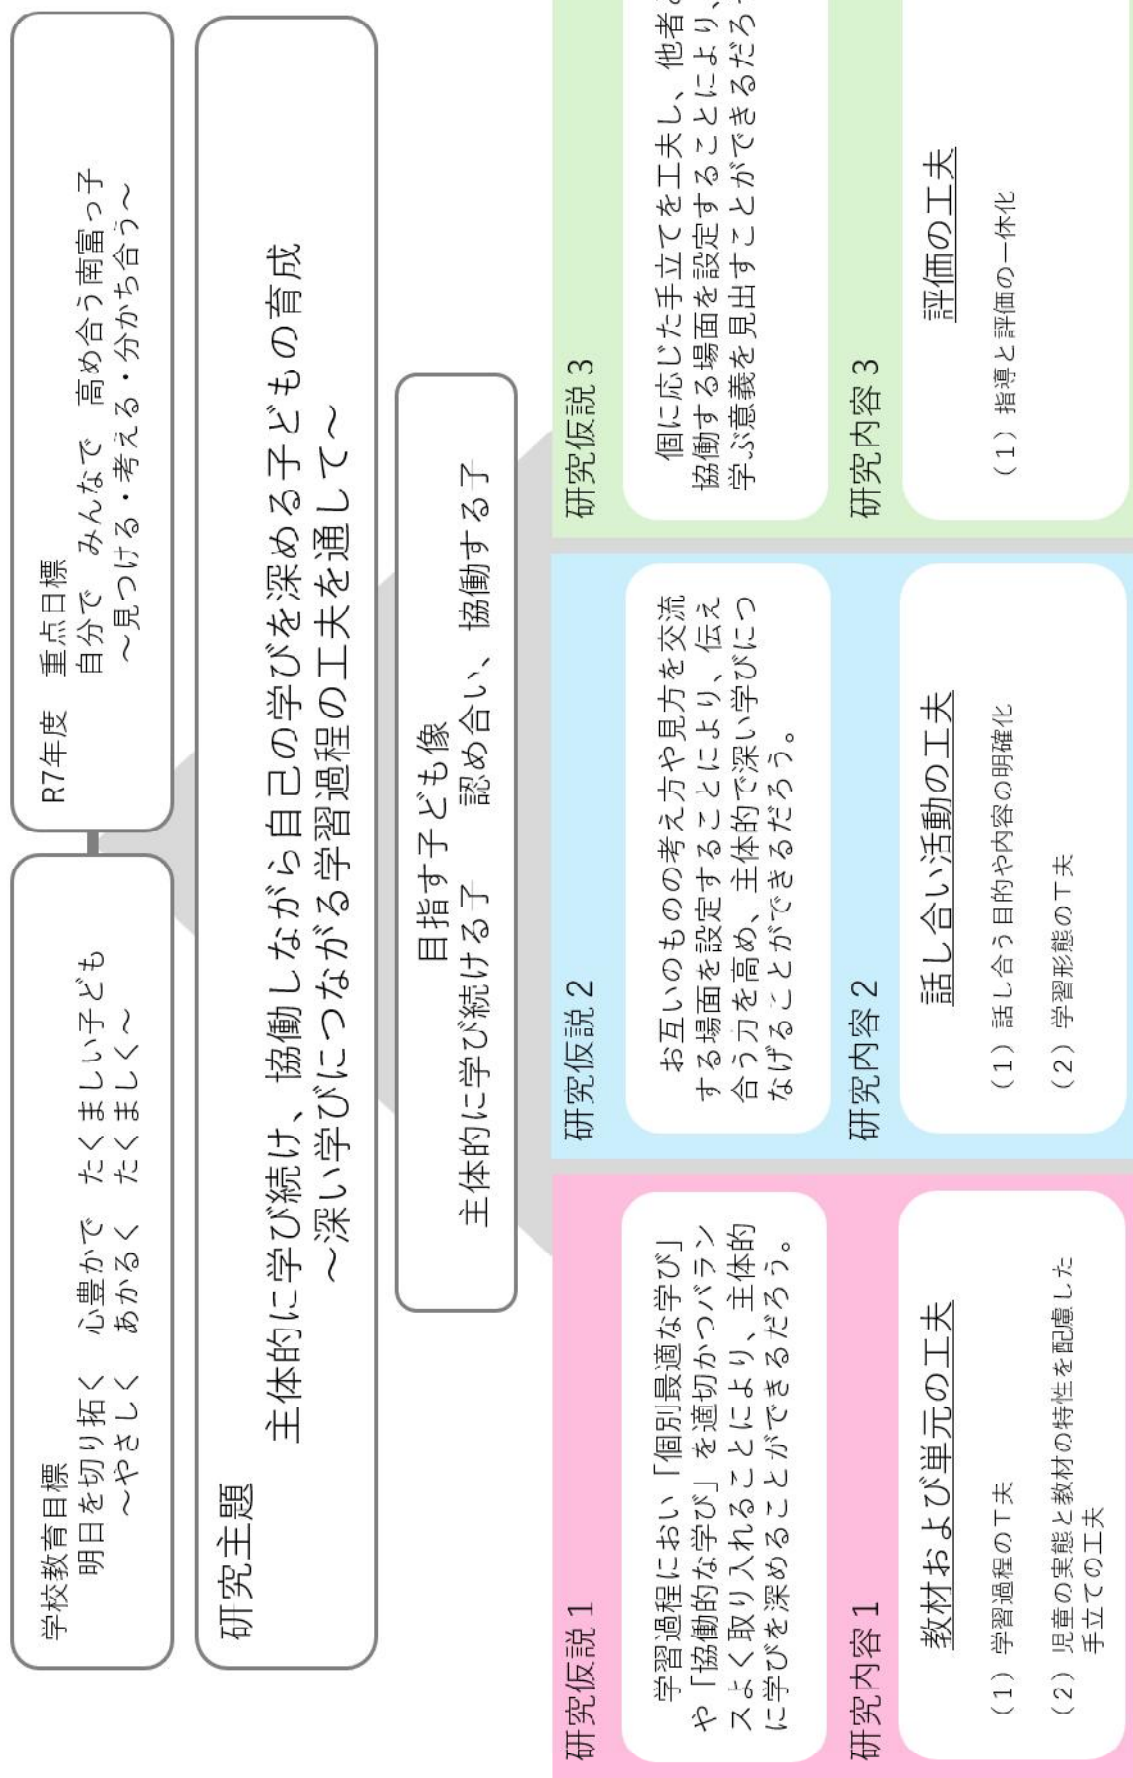 学校教育目標
明日を切り拓く 心豊かで たくましい子ども
～やさしく あかるく たくましく～
R7年度 重点目標
自分で みんなで 高め合う南富っ子
～見つける・考える・分かち合う～
研究主題
主体的に学び続け、協働しながら自己の学びを深める子どもの育成
～深い学びにつながる学習過程の工夫を通して～
目指す子ども像
主体的に学び続ける子 認め合い、協働する子
研究仮説1
学習過程におい「個別最適な学び」
や「協働的な学び」を適切かつバラン
スよく取り入れることにより、主体的
に学びを深めることができるだろう。
研究内容1
教材および単元の工夫
（1）学習過程の工夫
（2）児童の実態と教材の特性を配慮した
手立ての工夫
研究仮説2
お互いのものの考え方や見方を交流
する場面を設定することにより、伝え
合う力を高め、主体的で深い学びにつ
なげることができるだろう。
研究内容2
話し合い活動の工夫
（1）話し合う目的や内容の明確化
（2）学習形態の工夫
研究仮説3
個に応じた手立てを工夫し、他者
協働する場面を設定することにより、
学ぶ意義を見出すことができるだろ
研究内容3
評価の工夫
（1）指導と評価の一体化